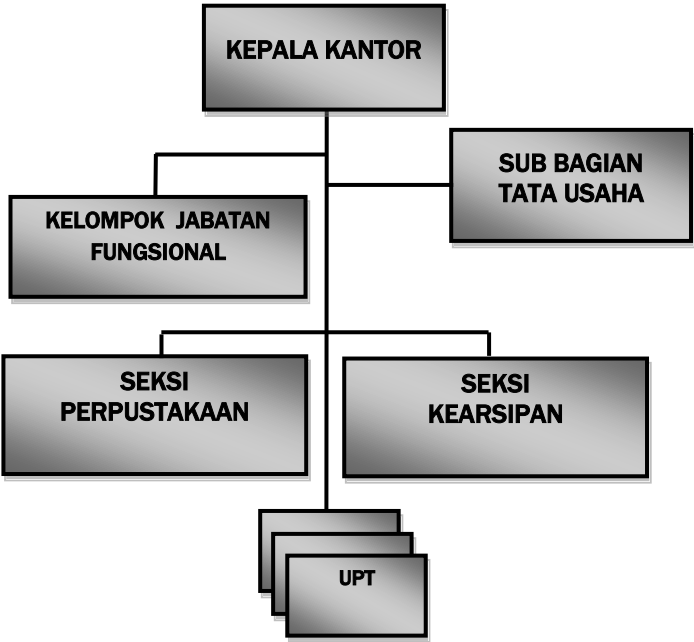 KEPALA KANTOR
SUB BAGIAN
TATA USAHA
KELOMPOK JABATAN
FUNGSIONAL
SEKSI
PERPUSTAKAAN
SEKSI
KEARSIPAN
UPT